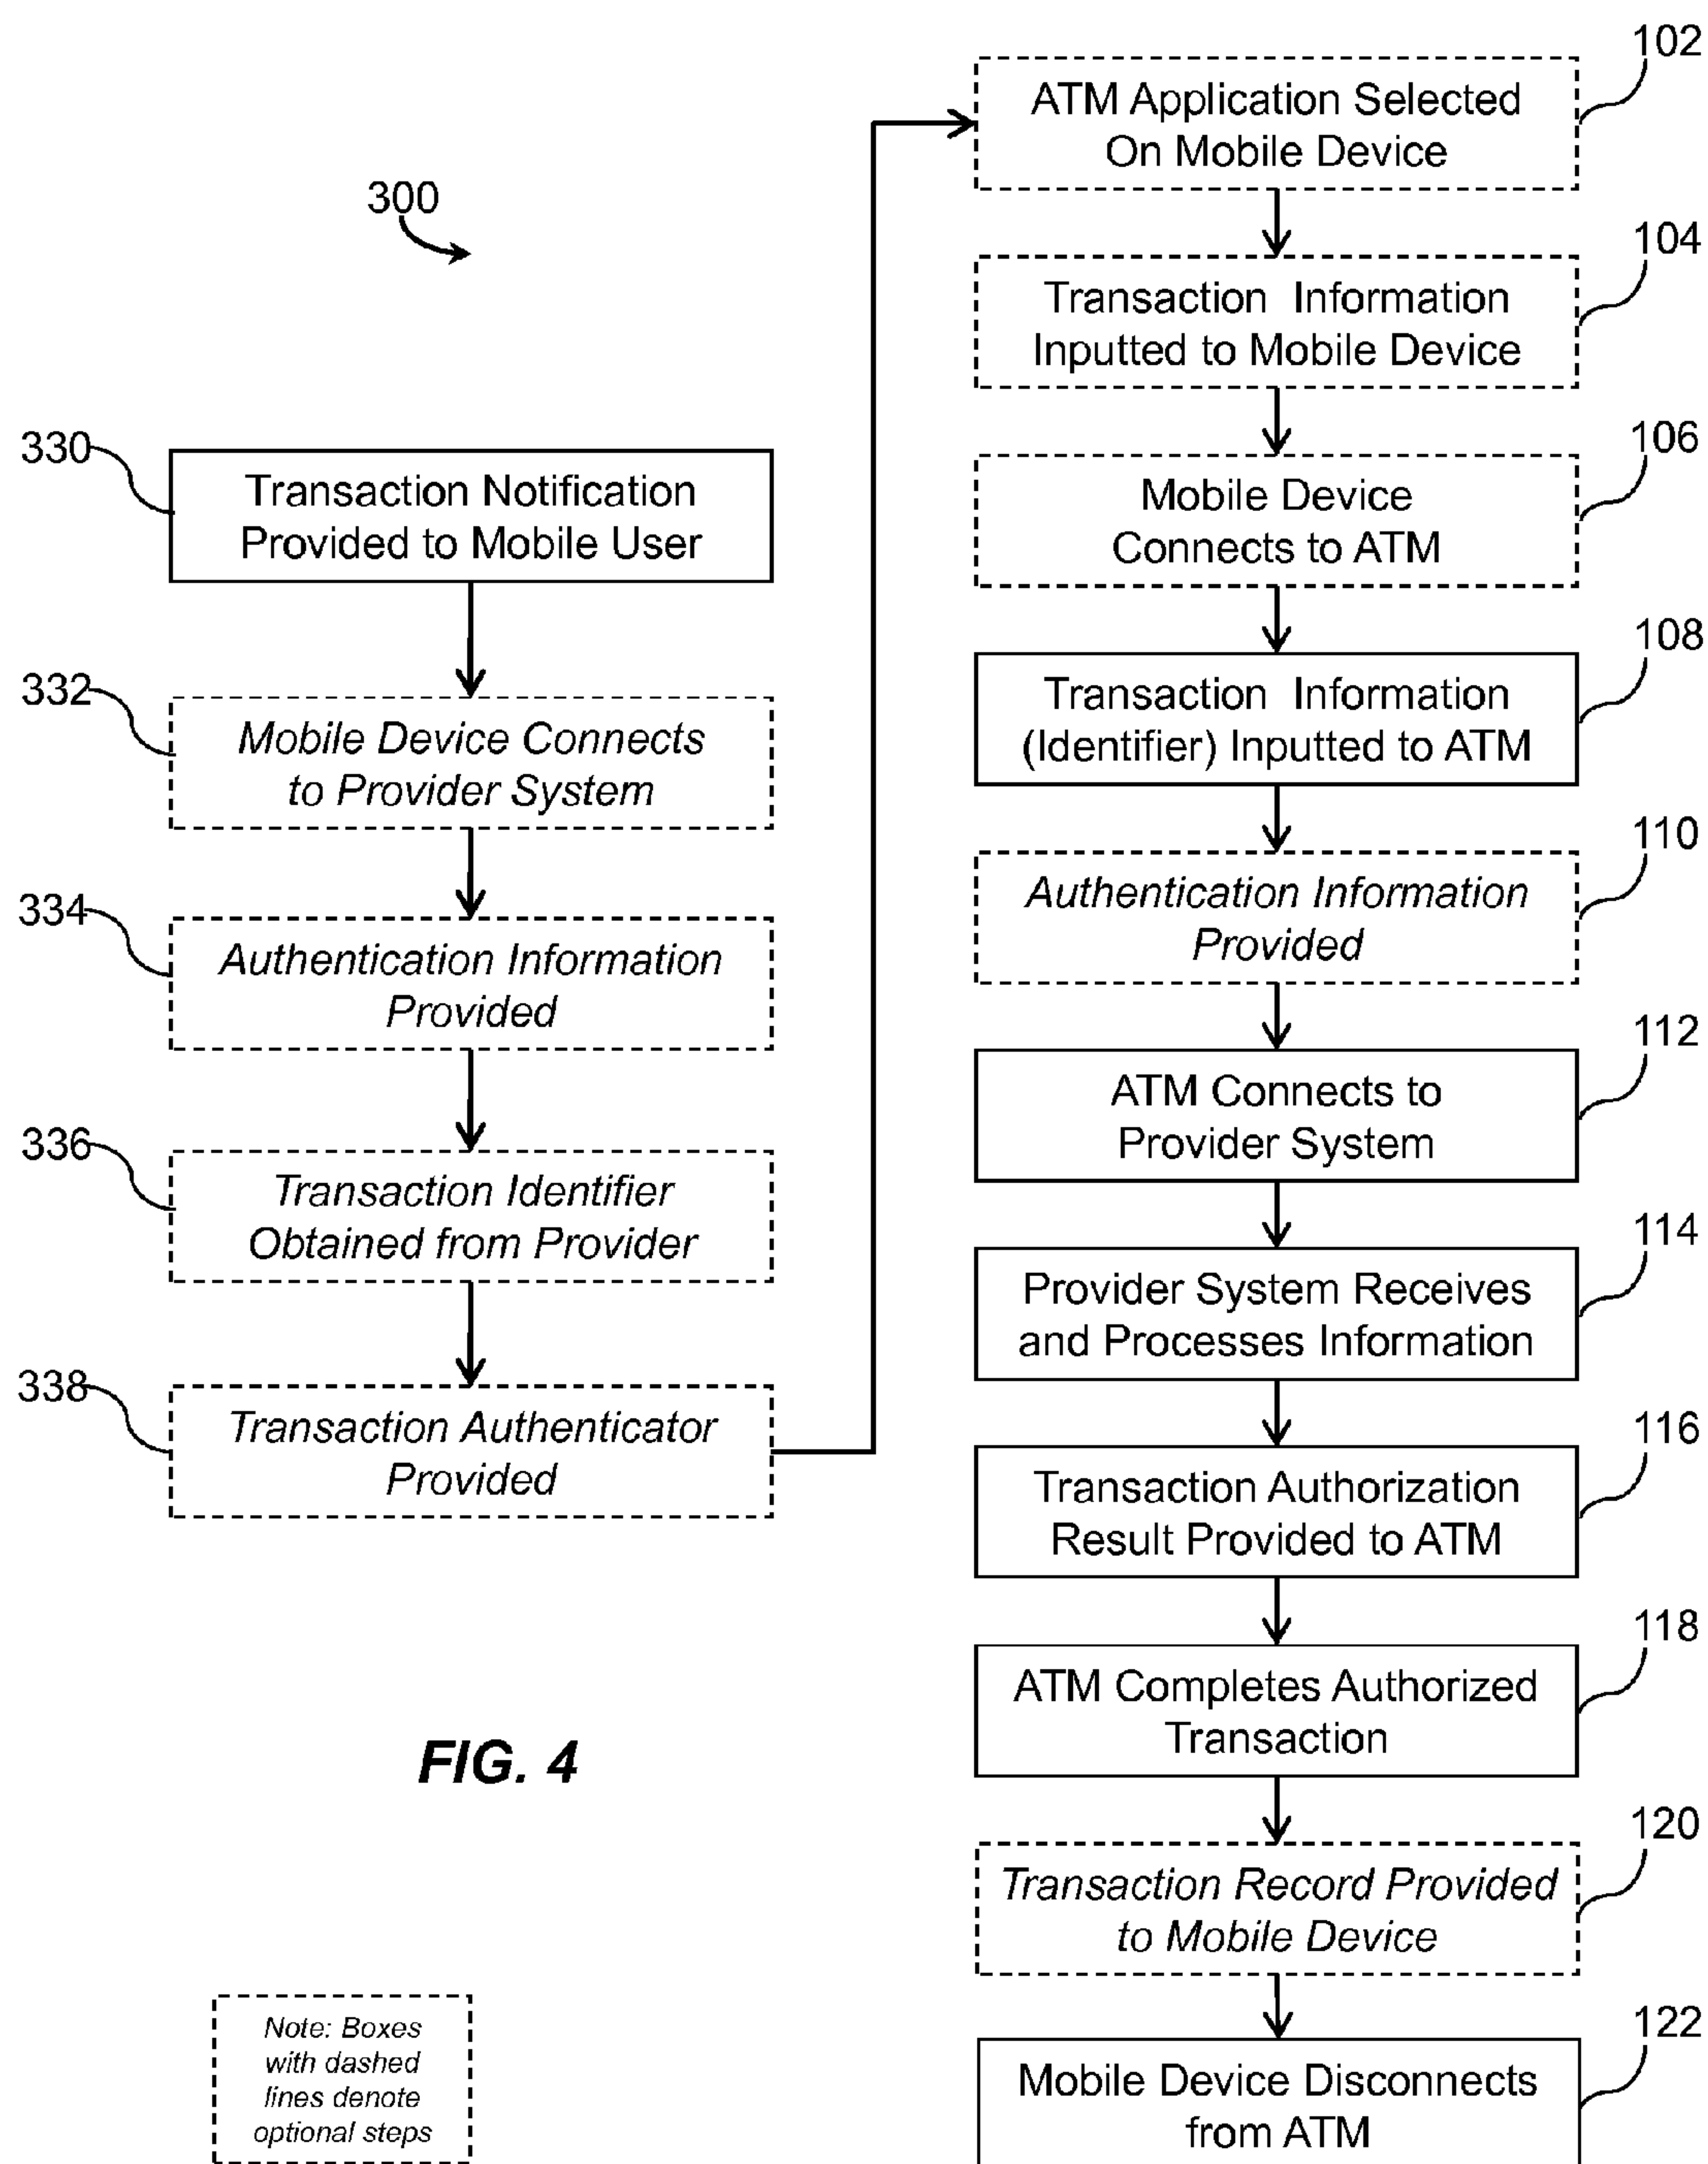 300
330
Transaction Notification
Provided to Mobile User
332
Mobile Device Connects
to Provider System
334
Authentication Information
Provided
336
Transaction Identifier
Obtained from Provider
338
Transaction Authenticator
Provided
102
ATM Application Selected
On Mobile Device
104
Transaction Information
Inputted to Mobile Device
106
Mobile Device
Connects to ATM
108
Transaction Information
(Identifier) Inputted to ATM
110
Authentication Information
Provided
112
ATM Connects to
Provider System
114
Provider System Receives
and Processes Information
116
Transaction Authorization
Result Provided to ATM
118
ATM Completes Authorized
Transaction
120
Transaction Record Provided
to Mobile Device
122
Mobile Device Disconnects
from ATM
FIG. 4
Note: Boxes
with dashed
lines denote
optional steps